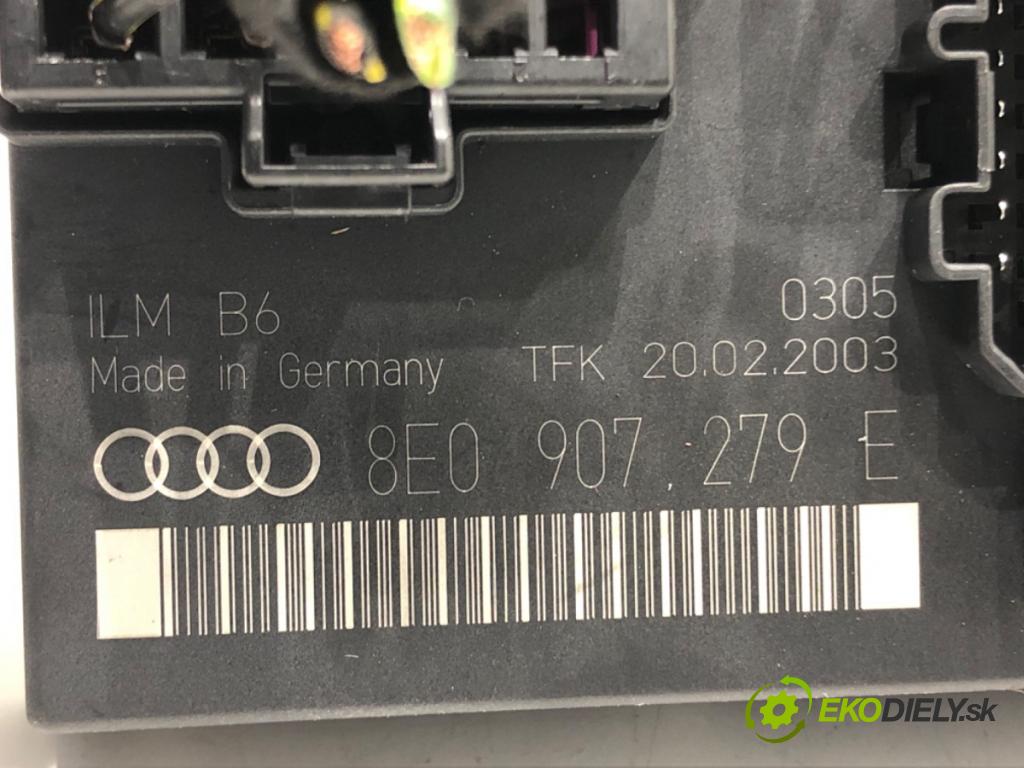 ILM B6 0305
Made in Germany TFK 20.02.2003
8E0 907 279 E
EKODIELY.sk